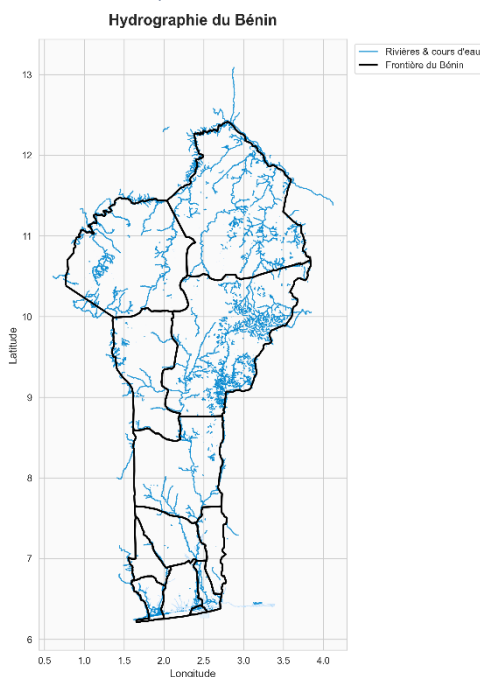 Hydrographie du Bénin
Rivières & cours d'eau
Frontière du Bénin
13
12
11
10
9
8
7
6
Latitude
0.5 1.0 1.5 2.0 2.5 3.0 3.5 4.0
Longitude